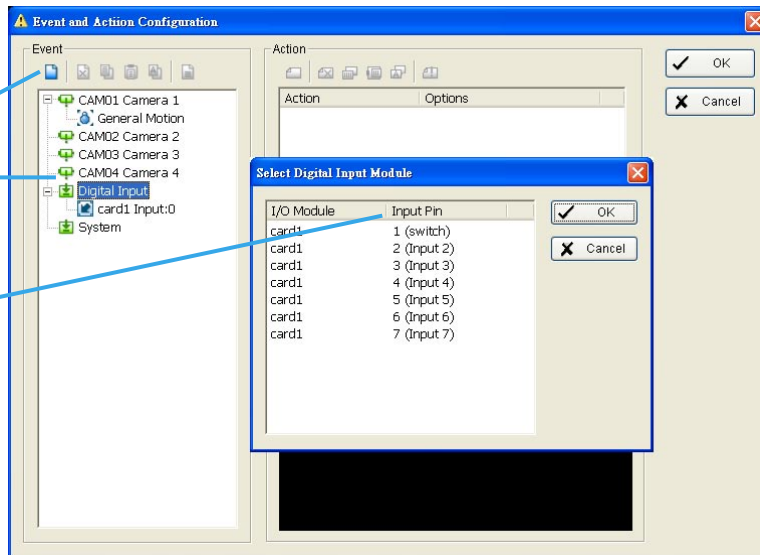 Event and Actiion Configuration
Event
Action
OK
Cancel
Action Options
CAM01 Camera 1
General Motion
CAM02 Camera 2
CAM03 Camera 3
CAM04 Camera 4
Digital Input
card1 Input:0
System
Select Digital Input Module
I/O Module Input Pin
card1 1 (switch)
card1 2 (Input 2)
card1 3 (Input 3)
card1 4 (Input 4)
card1 5 (Input 5)
card1 6 (Input 6)
card1 7 (Input 7)
OK
Cancel